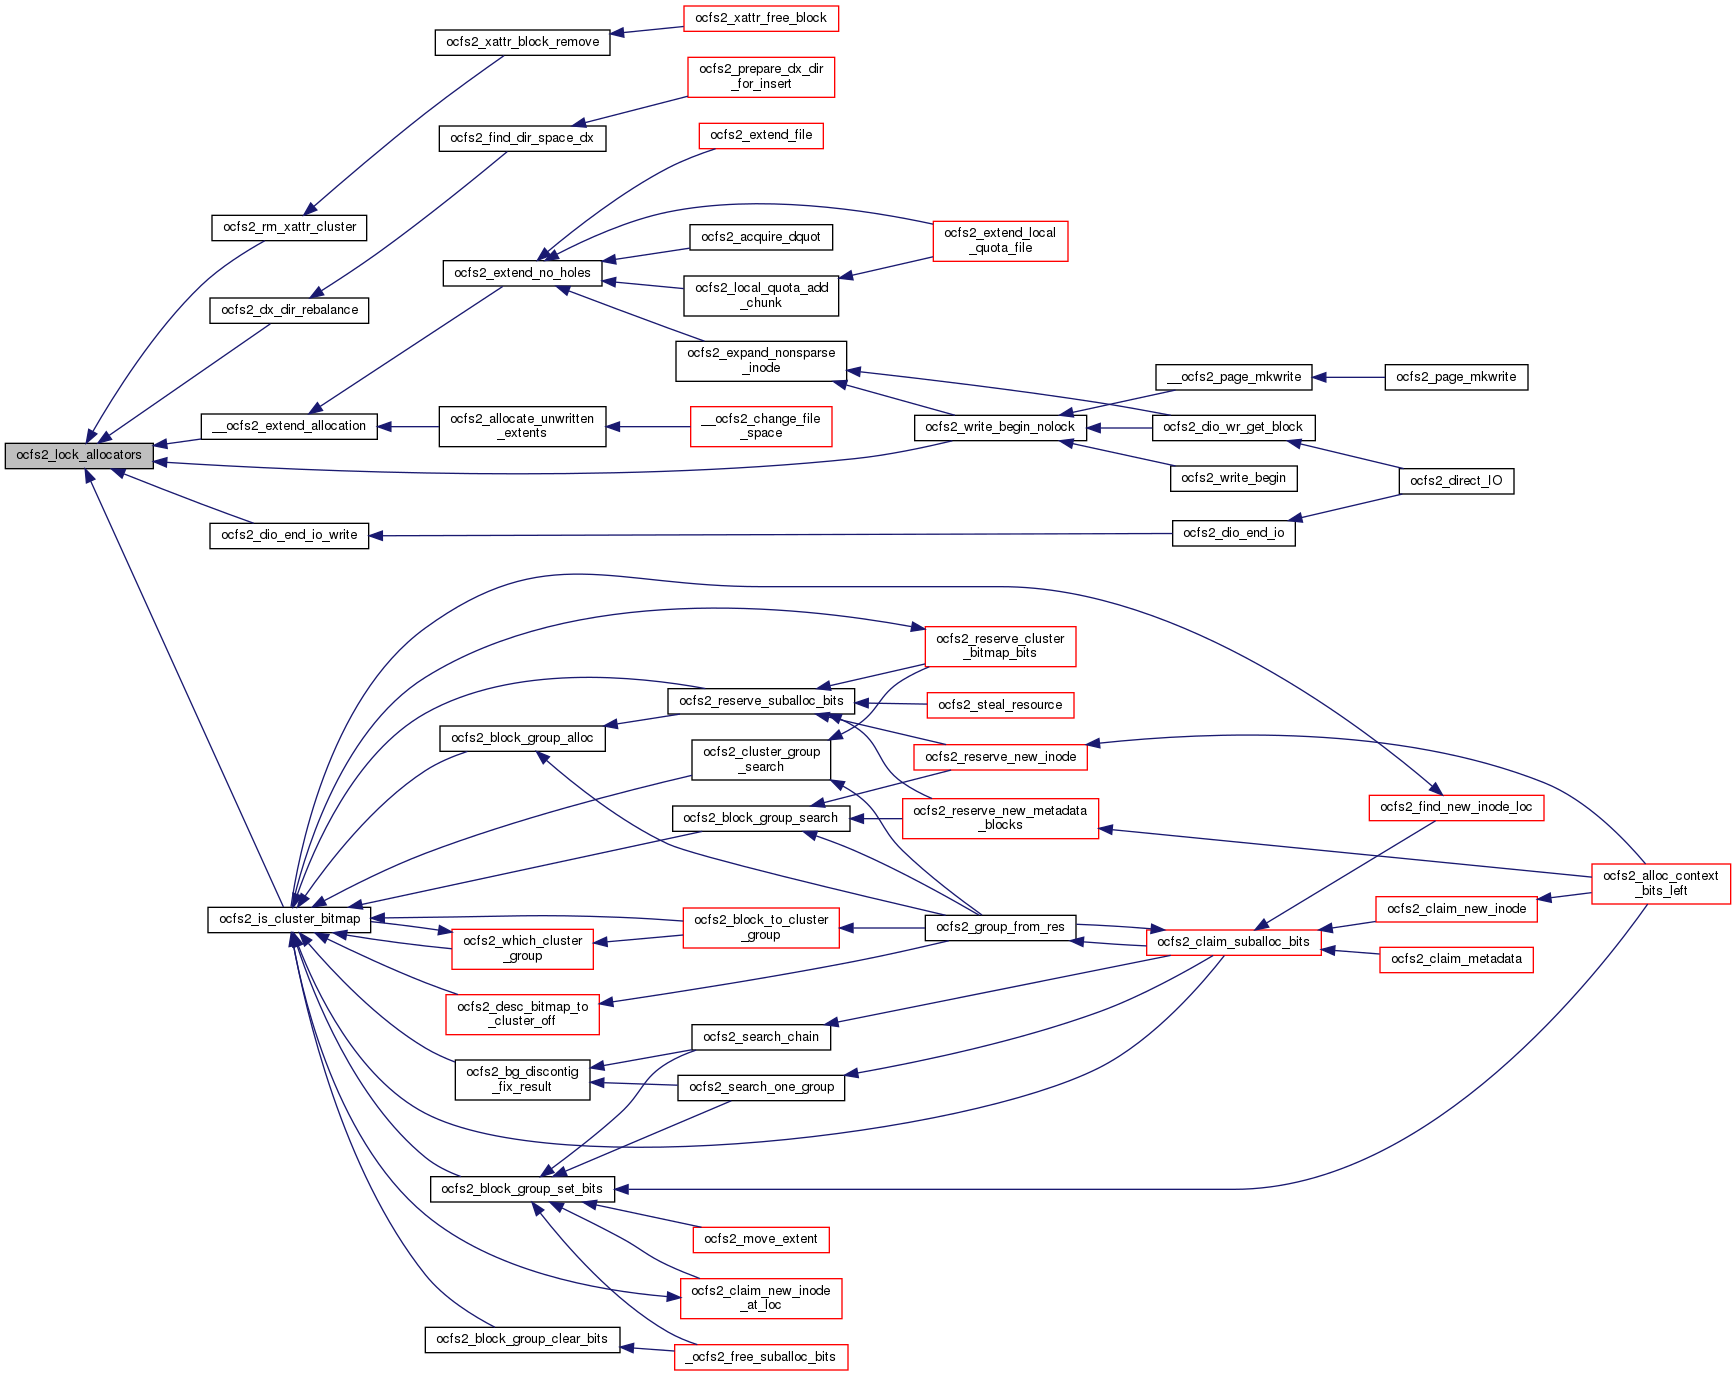 ocfs2_xattr_free_block
ocfs2_xattr_block_remove
ocfs2_prepare_dx_dir
_for_insert
ocfs2_find_dir_space_dx
ocfs2_extend_file
ocfs2_rm_xattr_cluster
ocfs2_acquire_dquot
ocfs2_extend_local
_quota_file
ocfs2_extend_no_holes
ocfs2_local_quota_add
_chunk
ocfs2_dx_dir_rebalance
ocfs2_expand_nonsparse
_inode
__ocfs2_page_mkwrite
ocfs2_page_mkwrite
__ocfs2_extend_allocation
ocfs2_allocate_unwritten
_extents
__ocfs2_change_file
_space
ocfs2_write_begin_nolock
ocfs2_dio_wr_get_block
ocfs2_lock_allocators
ocfs2_write_begin
ocfs2_direct_IO
ocfs2_dio_end_io_write
ocfs2_dio_end_io
ocfs2_reserve_cluster
_bitmap_bits
ocfs2_reserve_suballoc_bits
ocfs2_steal_resource
ocfs2_block_group_alloc
ocfs2_cluster_group
_search
ocfs2_reserve_new_inode
ocfs2_block_group_search
ocfs2_reserve_new_metadata
_blocks
ocfs2_find_new_inode_loc
ocfs2_alloc_context
_bits_left
ocfs2_is_cluster_bitmap
ocfs2_which_cluster
_group
ocfs2_block_to_cluster
_group
ocfs2_group_from_res
ocfs2_claim_suballoc_bits
ocfs2_claim_new_inode
ocfs2_claim_metadata
ocfs2_desc_bitmap_to
_cluster_off
ocfs2_search_chain
ocfs2_bg_discontig
_fix_result
ocfs2_search_one_group
ocfs2_block_group_set_bits
ocfs2_move_extent
ocfs2_claim_new_inode
_at_loc
ocfs2_block_group_clear_bits
_ocfs2_free_suballoc_bits